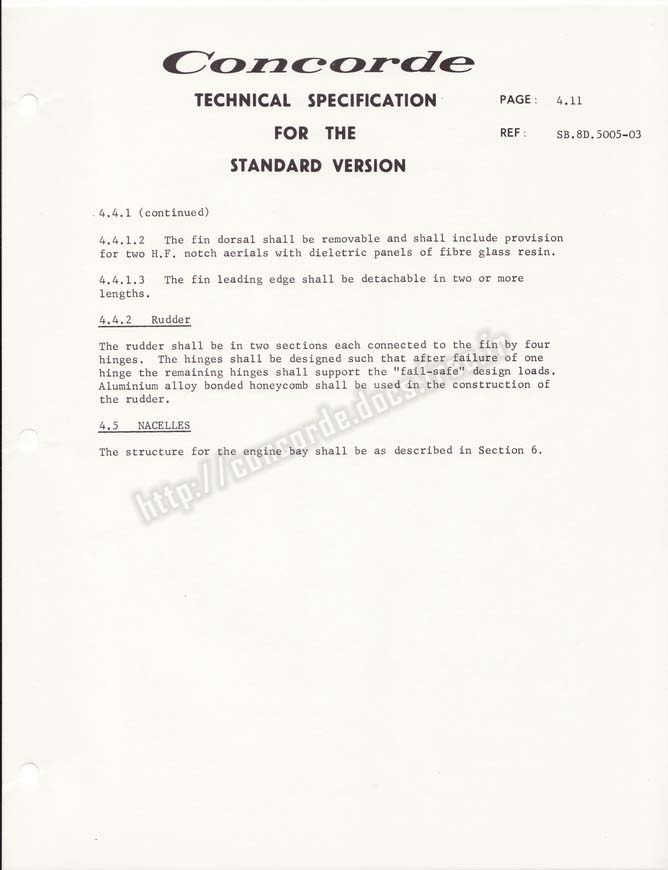 Concorde
TECHNICAL SPECIFICATION
FOR THE
STANDARD VERSION
PAGE: 4.11
REF: SB.8D.5005-03
4.4.1 (continued)
4.4.1.2 The fin dorsal shall be removable and shall include provision
for two H.F. notch aerials with dieletric panels of fibre glass resin.
4.4.1.3 The fin leading edge shall be detachable in two or more
lengths.
4.4.2 Rudder
The rudder shall be in two sections each connected to the fin by four
hinges. The hinges shall be designed such that after failure of one
hinge the remaining hinges shall support the "fail-safe" design loads.
Aluminium alloy bonded honeycomb shall be used in the construction of
the rudder.
4.5 NACELLES
The structure for the engine bay shall be as described in Section 6.